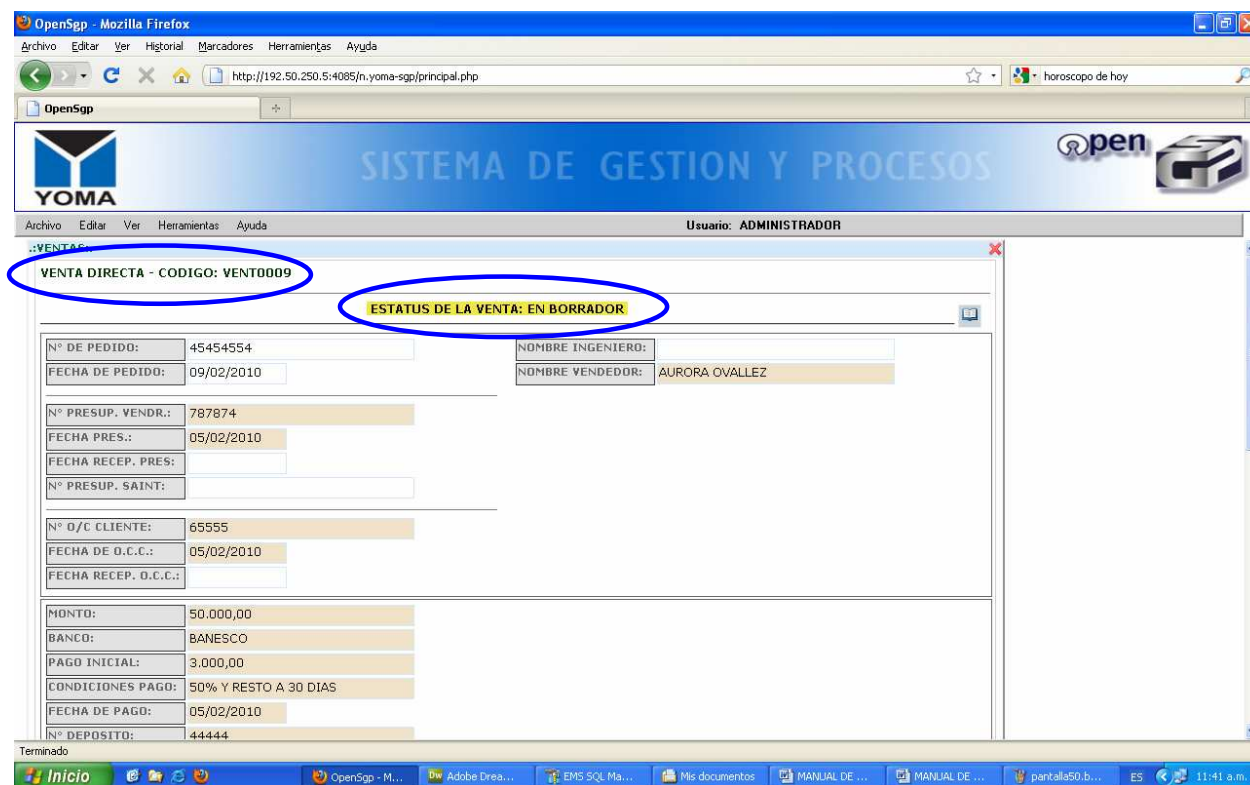 OpenSgp - Mozilla Firefox
Archivo Editar Ver Historial Marcadores Herramientas Ayuda
http://192.50.250.5:4085/n.yoma-sgp/principal.php
horoscopo de hoy
OpenSgp
YOMA
SISTEMA DE GESTION Y PROCESOS
open
Archivo Editar Ver Herramientas Ayuda
Usuario: ADMINISTRADOR
.:VENTAS:.
VENTA DIRECTA - CODIGO: VENT0009
ESTATUS DE LA VENTA: EN BORRADOR
Nº DE PEDIDO: 45454554 NOMBRE INGENIERO:
FECHA DE PEDIDO: 09/02/2010 NOMBRE VENDEDOR: AURORA OVALLEZ
Nº PRESUP. VENDR.: 787874
FECHA PRES.: 05/02/2010
FECHA RECEP. PRES:
Nº PRESUP. SAINT:
Nº O/C CLIENTE: 65555
FECHA DE O.C.C.: 05/02/2010
FECHA RECEP. O.C.C.:
MONTO: 50.000,00
BANCO: BANESCO
PAGO INICIAL: 3.000,00
CONDICIONES PAGO: 50% Y RESTO A 30 DIAS
FECHA DE PAGO: 05/02/2010
Nº DEPOSITO: 44444
Terminado
Inicio OpenSgp - M... Dw Adobe Drea... EMS SQL Ma... Mis documentos MANUAL DE ... MANUAL DE ... pantalla50.b... ES 11:41 a.m.